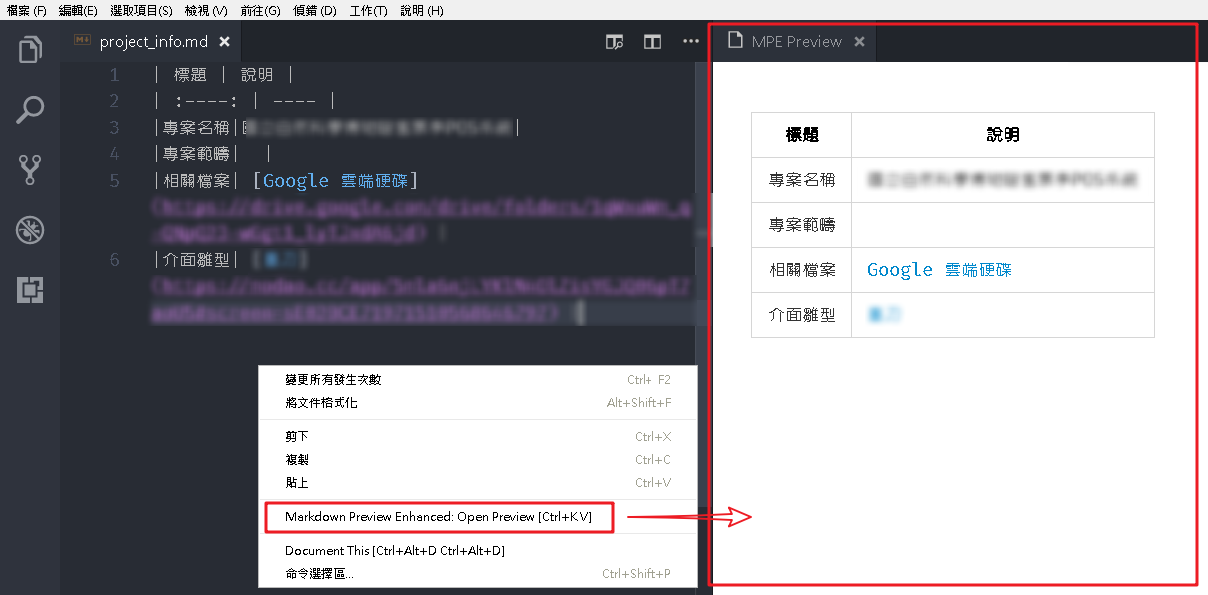 檔案 (F) 編輯(E) 選取項目(S) 檢視 (V) 前往(G) 偵錯 (D) 工作(T) 說明 (H)
project_info.md ×
MPE Preview ×
1 | 標題 | 說明 |
2 | :----: | ---- |
3 |專案名稱| |
4 |專案範疇| |
5 |相關檔案| [Google 雲端硬碟]
6 |介面雛型| [ ]
標題 說明
專案名稱
專案範疇
相關檔案 Google 雲端硬碟
介面雛型
變更所有發生次數 Ctrl+ F2
將文件格式化 Alt+Shift+F
剪下 Ctrl+X
複製 Ctrl+C
貼上 Ctrl+V
Markdown Preview Enhanced: Open Preview [Ctrl+K V]
Document This [Ctrl+Alt+D Ctrl+Alt+D]
命令選擇區... Ctrl+Shift+P